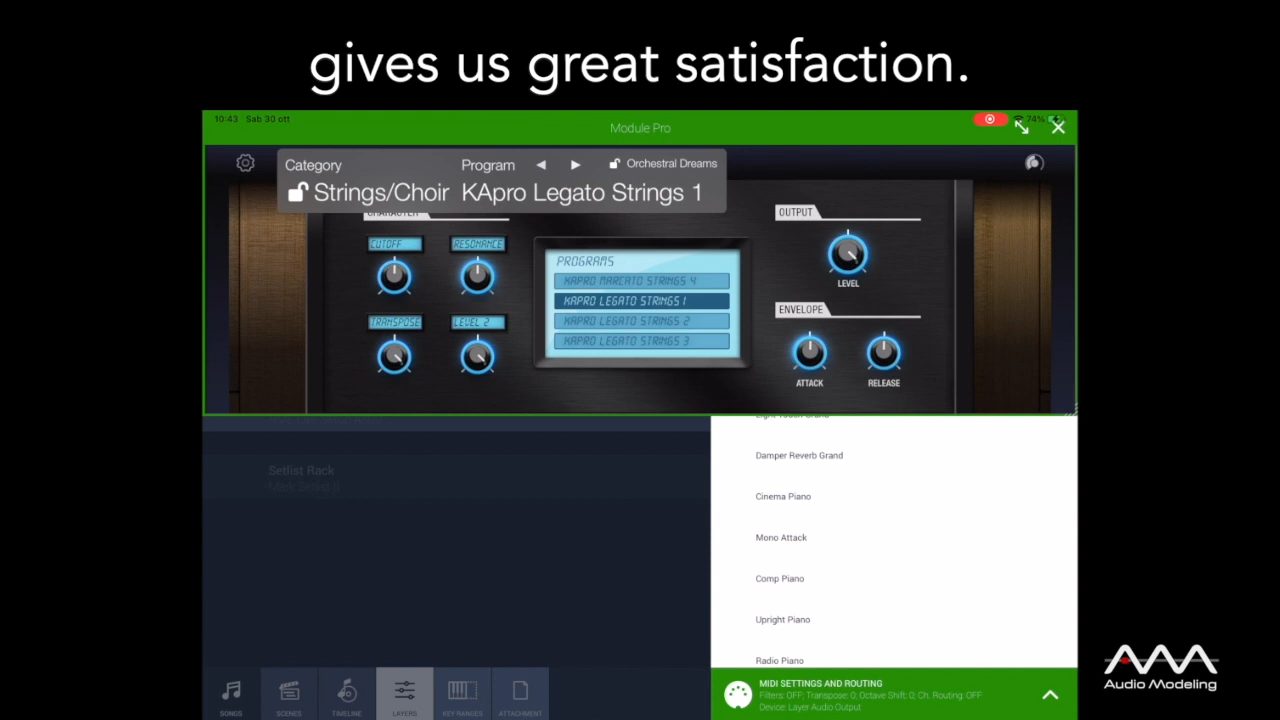 gives us great satisfaction.
10:43 Sab 30 ott
74%
Module Pro
Category
Program
Orchestral Dreams
Strings/Choir
KApro Legato Strings 1
CHARACTER
CUTOFF
RESONANCE
TRANSPOSE
LEVEL 2
PROGRAMS
KAPRO MARCATO STRINGS 4
KAPRO LEGATO STRINGS 1
KAPRO LEGATO STRINGS 2
KAPRO LEGATO STRINGS 3
OUTPUT
LEVEL
ENVELOPE
ATTACK
RELEASE
Setlist Rack
Damper Reverb Grand
Cinema Piano
Mono Attack
Comp Piano
Upright Piano
Radio Piano
SONGS
SCENES
TIMELINE
LAYERS
KEY RANGES
ATTACHMENT
MIDI SETTINGS AND ROUTING
Filters: OFF; Transpose: 0; Octave Shift: 0; Ch. Routing: OFF
Device: Layer Audio Output
Audio Modeling